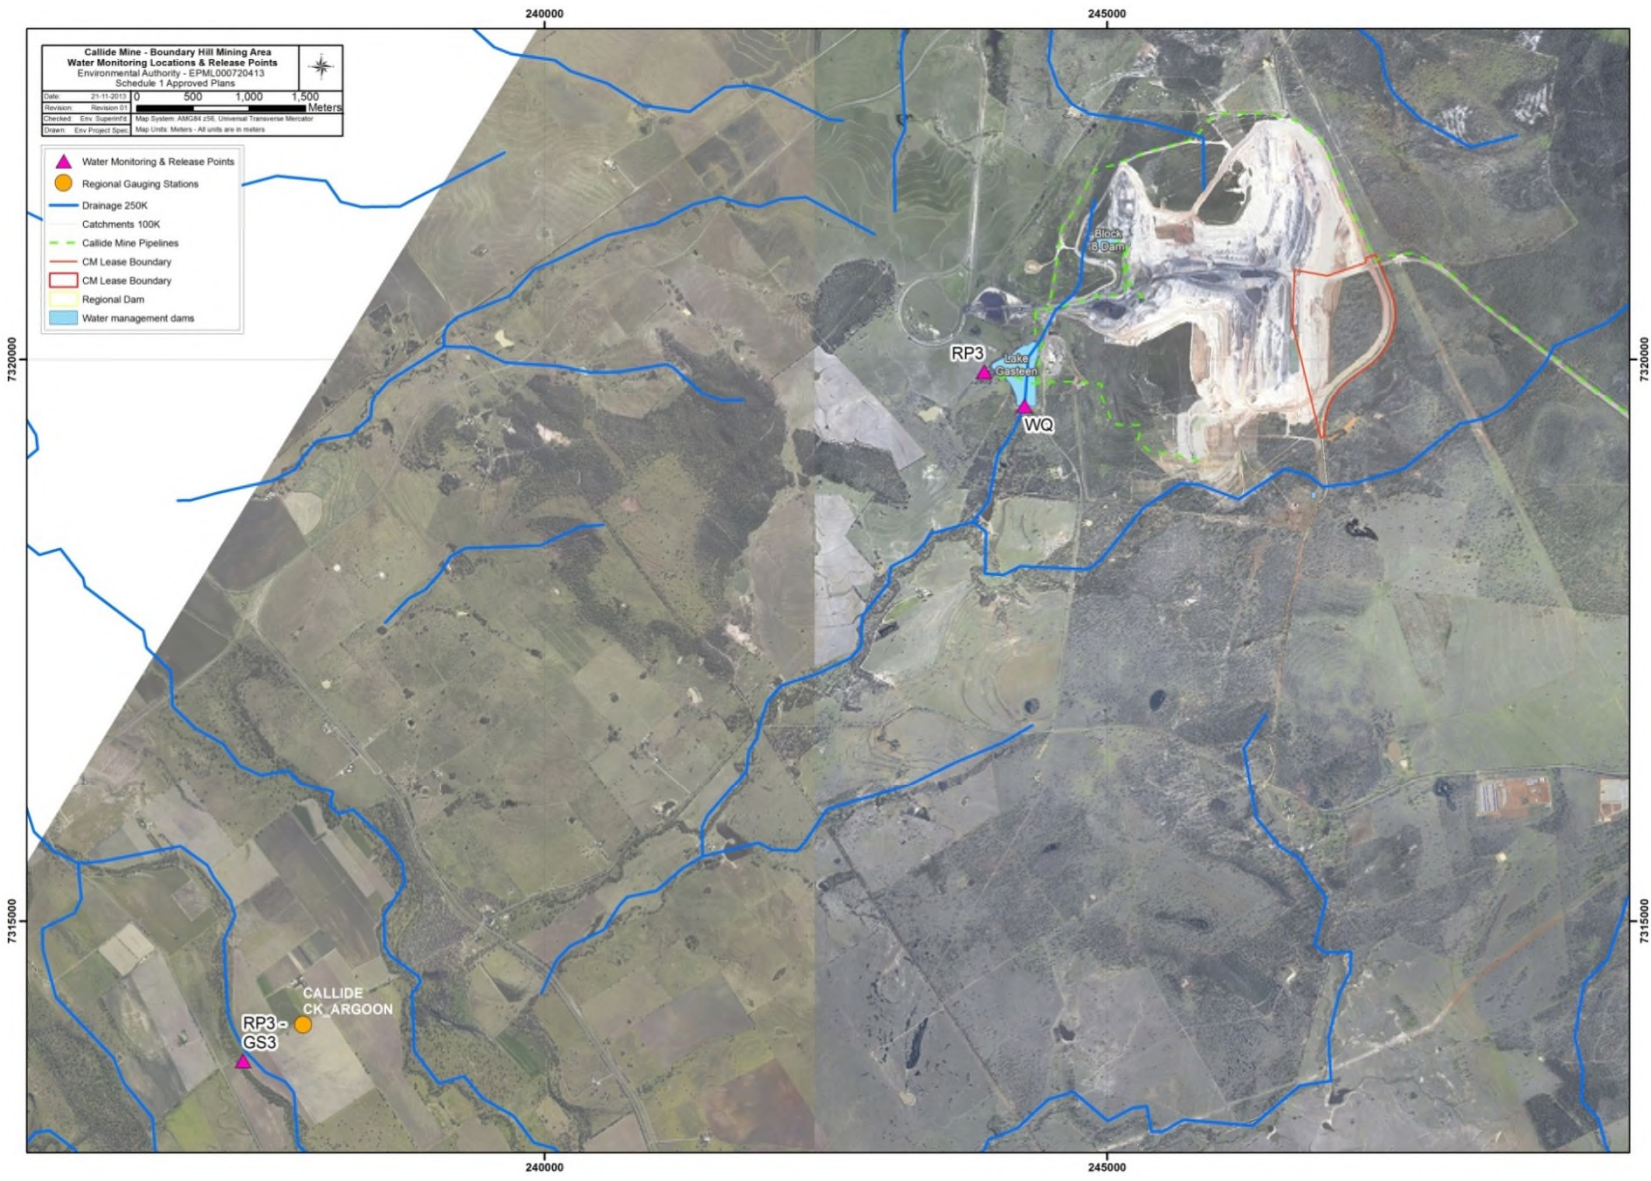 240000
245000
Callide Mine - Boundary Hill Mining Area
Water Monitoring Locations & Release Points
Environmental Authority - EPML000720413
Schedule 1 Approved Plans
Date: 21-11-2013
Revision: Revision 01
Checked: Env Superint'd
Drawn: Env Project Spec
0 500 1,000 1,500
Meters
Map System: AMG84 z56, Universal Transverse Mercator
Map Units: Meters - All units are in meters
Water Monitoring & Release Points
Regional Gauging Stations
Drainage 250K
Catchments 100K
Callide Mine Pipelines
CM Lease Boundary
CM Lease Boundary
Regional Dam
Water management dams
Block
8 Dam
7320000
7320000
RP3
Lake
Gasteen
WQ
7315000
7315000
CALLIDE
CK_ARGOON
RP3 -
GS3
240000
245000